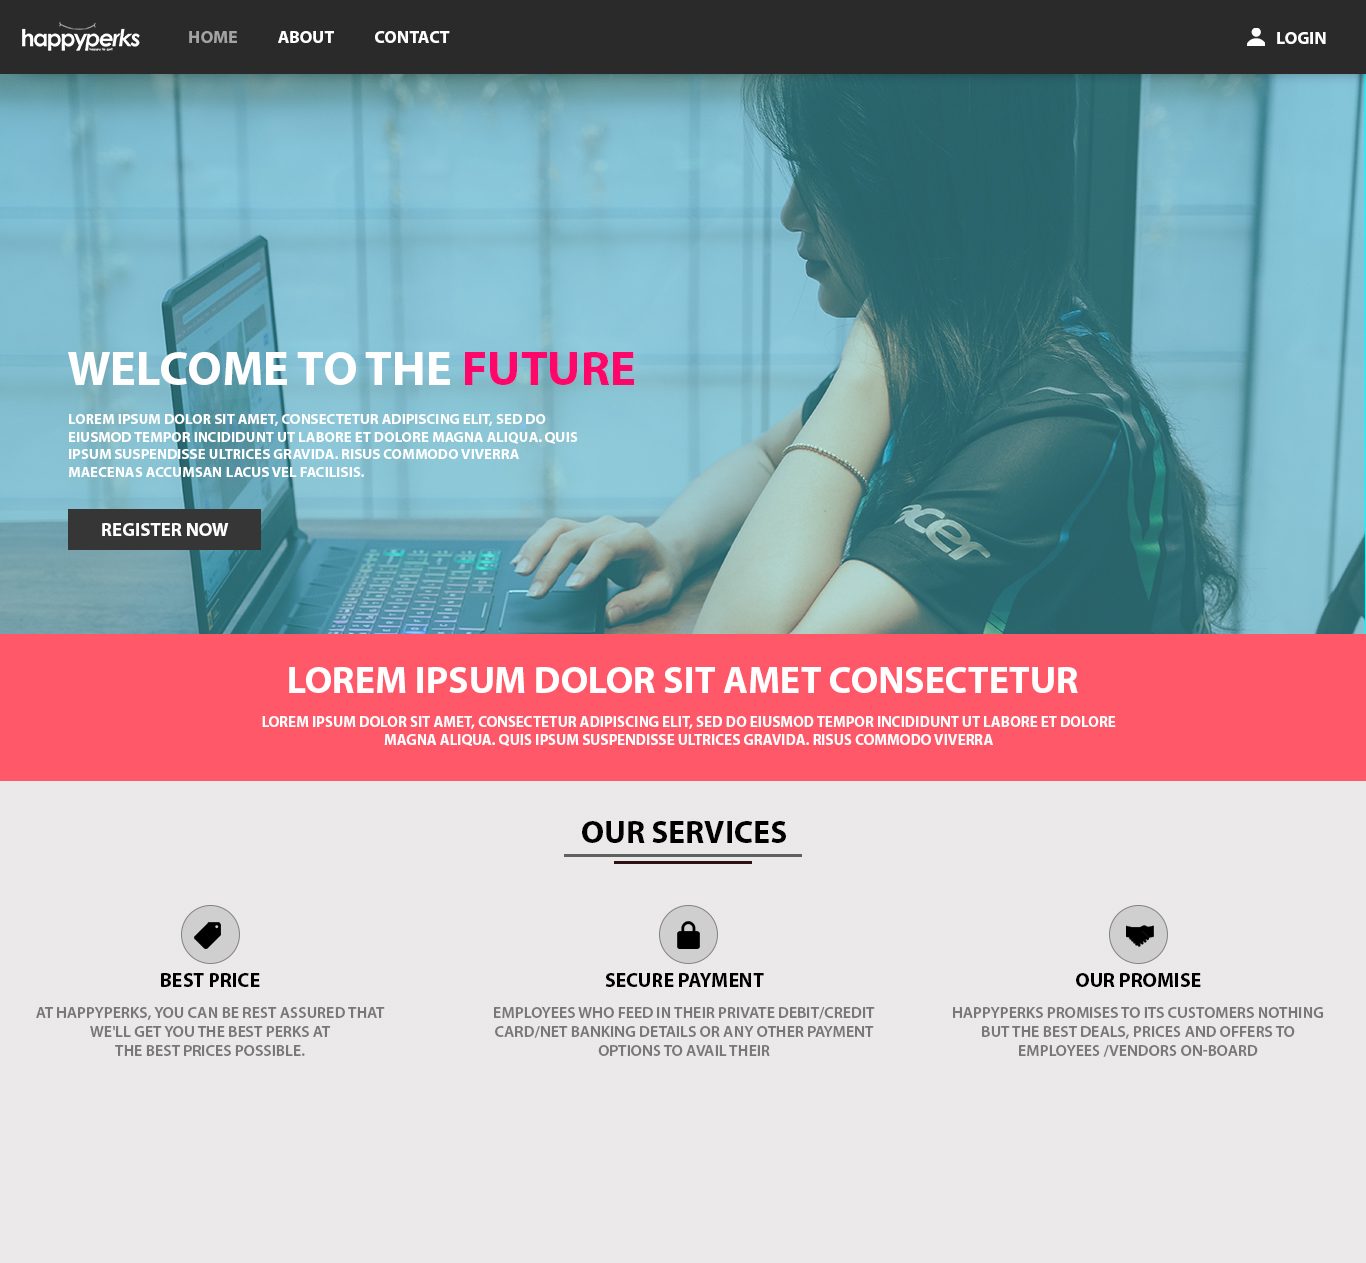 happyperks
HOME
ABOUT
CONTACT
LOGIN
WELCOME TO THE FUTURE
LOREM IPSUM DOLOR SIT AMET, CONSECTETUR ADIPISCING ELIT, SED DO
EIUSMOD TEMPOR INCIDIDUNT UT LABORE ET DOLORE MAGNA ALIQUA. QUIS
IPSUM SUSPENDISSE ULTRICES GRAVIDA. RISUS COMMODO VIVERRA
MAECENAS ACCUMSAN LACUS VEL FACILISIS.
acer
REGISTER NOW
LOREM IPSUM DOLOR SIT AMET CONSECTETUR
LOREM IPSUM DOLOR SIT AMET, CONSECTETUR ADIPISCING ELIT, SED DO EIUSMOD TEMPOR INCIDIDUNT UT LABORE ET DOLORE
MAGNA ALIQUA. QUIS IPSUM SUSPENDISSE ULTRICES GRAVIDA. RISUS COMMODO VIVERRA
OUR SERVICES
BEST PRICE
AT HAPPYPERKS, YOU CAN BE REST ASSURED THAT
WE'LL GET YOU THE BEST PERKS AT
THE BEST PRICES POSSIBLE.
SECURE PAYMENT
EMPLOYEES WHO FEED IN THEIR PRIVATE DEBIT/CREDIT
CARD/NET BANKING DETAILS OR ANY OTHER PAYMENT
OPTIONS TO AVAIL THEIR
OUR PROMISE
HAPPYPERKS PROMISES TO ITS CUSTOMERS NOTHING
BUT THE BEST DEALS, PRICES AND OFFERS TO
EMPLOYEES /VENDORS ON-BOARD